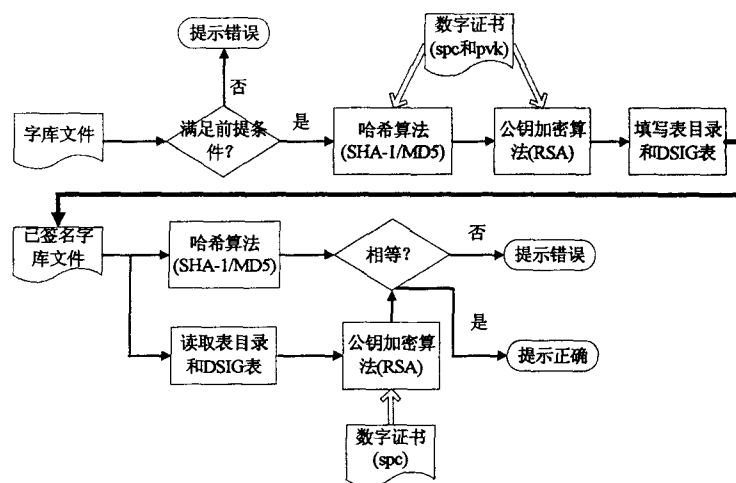 提示错误
数字证书
(spc和pvk)
否
字库文件
满足前提条
件?
是
哈希算法
(SHA-1/MD5)
公钥加密算
法(RSA)
填写表目录
和DSIG表
已签名字
库文件
哈希算法
(SHA-1/MD5)
相等?
否
提示错误
读取表目录
和DSIG表
公钥加密算
法(RSA)
是
提示正确
数字证书
(spc)